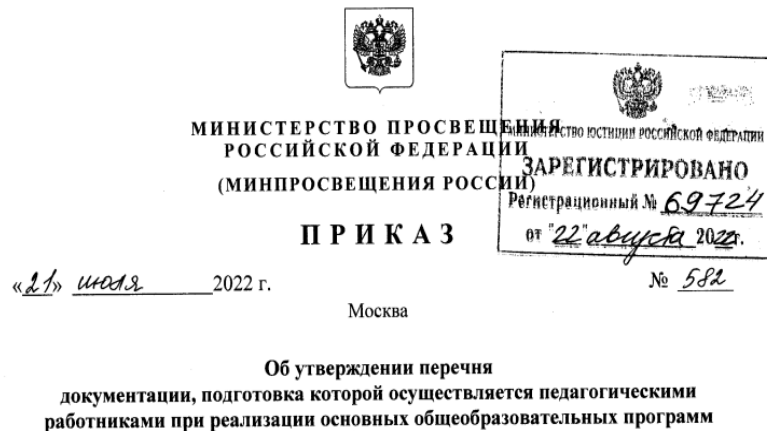 МИНИСТЕРСТВО ПРОСВЕЩЕНИЯ
РОССИЙСКОЙ ФЕДЕРАЦИИ
(МИНПРОСВЕЩЕНИЯ РОССИИ)
ПРИКАЗ
МИНИСТЕРСТВО ЮСТИЦИИ РОССИЙСКОЙ ФЕДЕРАЦИИ
ЗАРЕГИСТРИРОВАНО
Регистрационный № 69724
от "22" августа 2022г.
«21» июля 2022 г.
№ 582
Москва
Об утверждении перечня
документации, подготовка которой осуществляется педагогическими
работниками при реализации основных общеобразовательных программ